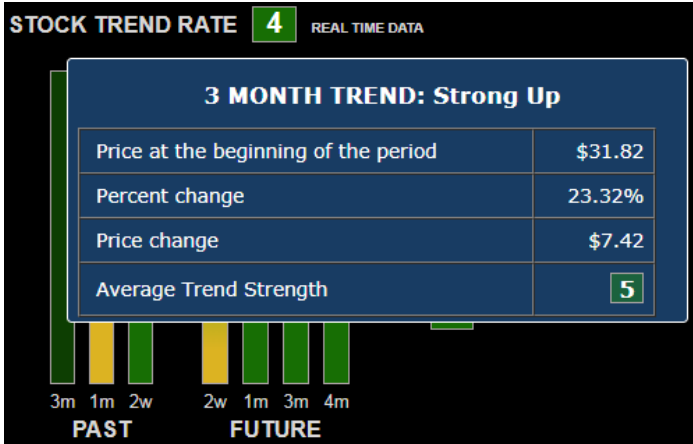 STOCK TREND RATE 4 REAL TIME DATA
3 MONTH TREND: Strong Up
Price at the beginning of the period $31.82
Percent change 23.32%
Price change $7.42
Average Trend Strength 5
3m 1m 2w 2w 1m 3m 4m
PAST FUTURE